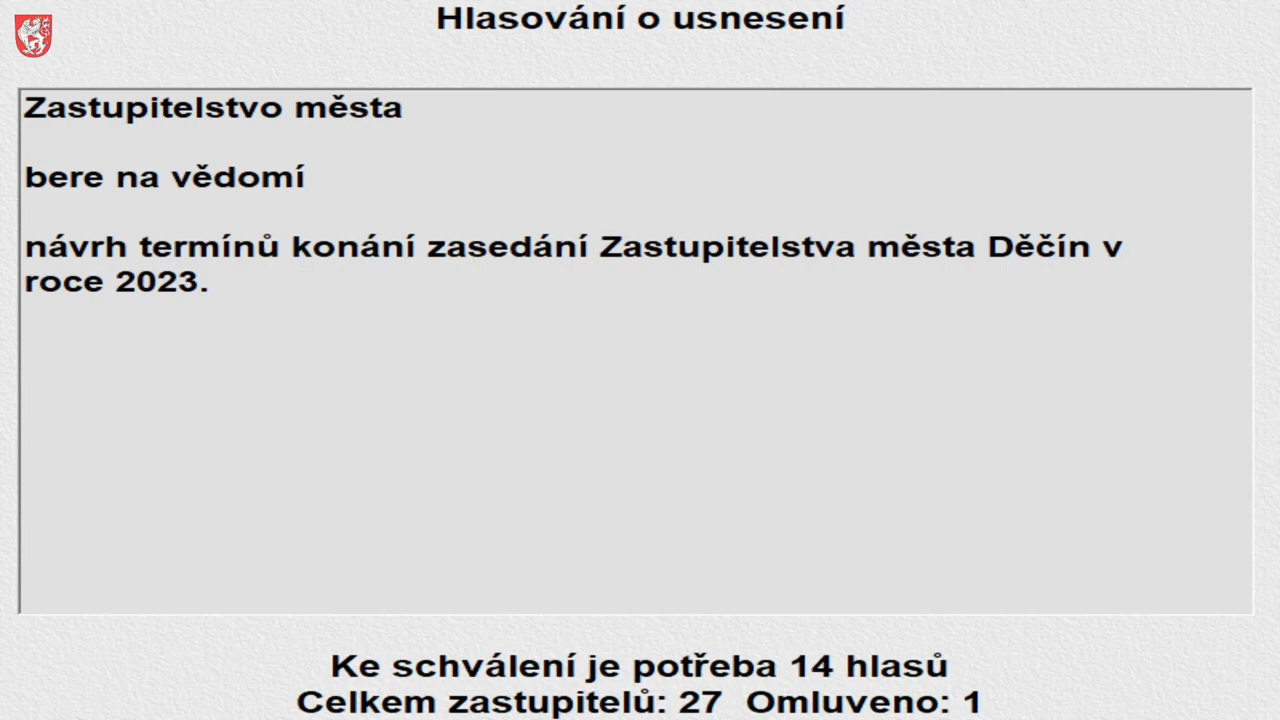 Hlasování o usnesení
Zastupitelstvo města
bere na vědomí
návrh termínů konání zasedání Zastupitelstva města Děčín v
roce 2023.
Ke schválení je potřeba 14 hlasů
Celkem zastupitelů: 27 Omluveno: 1